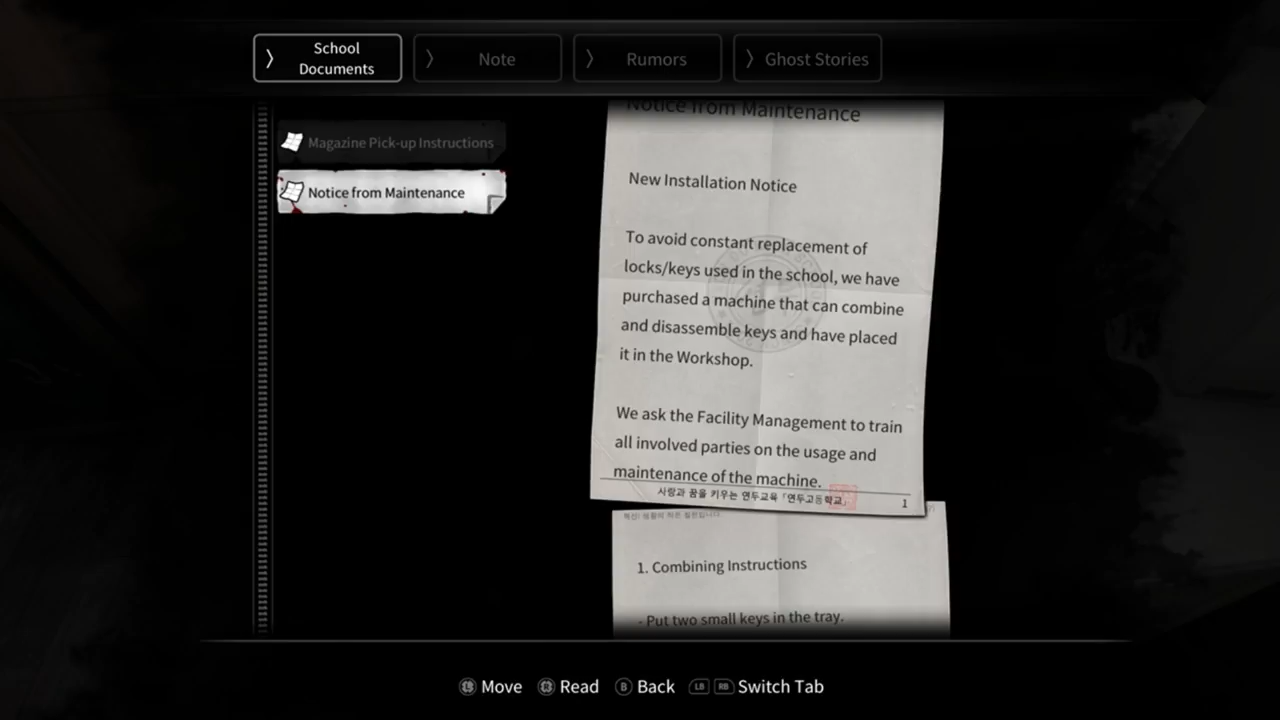 School
Documents
Note
Rumors
Ghost Stories
Magazine Pick-up Instructions
Notice from Maintenance
Notice from Maintenance
New Installation Notice
To avoid constant replacement of
locks/keys used in the school, we have
purchased a machine that can combine
and disassemble keys and have placed
it in the Workshop.
We ask the Facility Management to train
all involved parties on the usage and
maintenance of the machine.
사랑과 꿈을 키우는 연두교육 「연두고등학교」
1
1. Combining Instructions
- Put two small keys in the tray.
Move
Read
B Back
LB RB Switch Tab